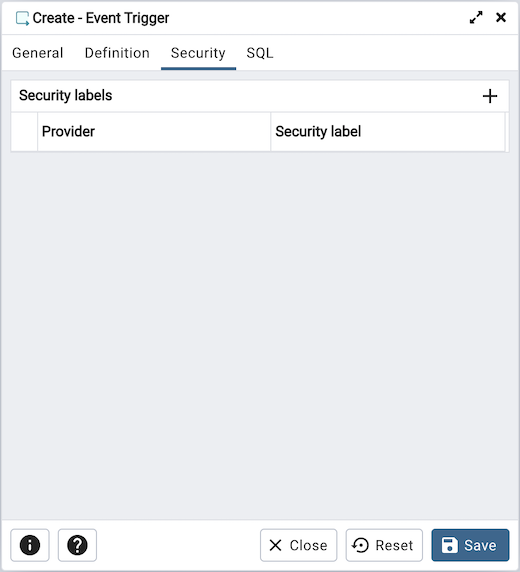 Create - Event Trigger
General Definition Security SQL
Security labels
Provider Security label
Close Reset Save